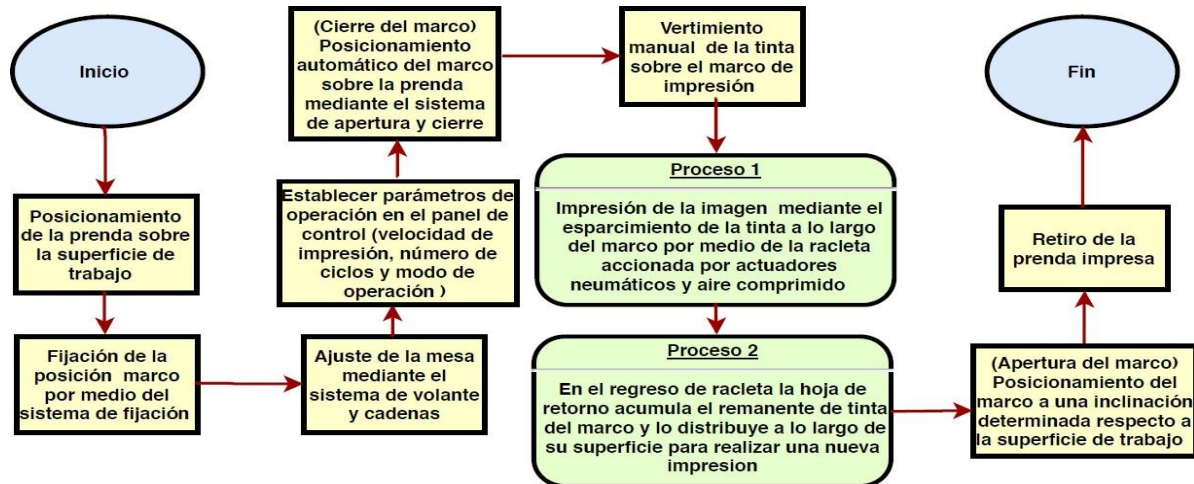 Inicio
Posicionamiento
de la prenda sobre
la superficie de
trabajo
Fijación de la
posición marco
por medio del
sistema de fijación
Ajuste de la mesa
mediante el
sistema de volante
y cadenas
Establecer parámetros de
operación en el panel de
control (velocidad de
impresión, número de
ciclos y modo de
operación )
(Cierre del marco)
Posicionamiento
automático del marco
sobre la prenda
mediante el sistema
de apertura y cierre
Vertimiento
manual de la tinta
sobre el marco de
impresión
Proceso 1
Impresión de la imagen mediante el
esparcimiento de la tinta a lo largo
del marco por medio de la racleta
accionada por actuadores
neumáticos y aire comprimido
Proceso 2
En el regreso de racleta la hoja de
retorno acumula el remanente de tinta
del marco y lo distribuye a lo largo de
su superficie para realizar una nueva
impresion
(Apertura del marco)
Posicionamiento del
marco a una inclinación
determinada respecto a
la superficie de trabajo
Retiro de la
prenda impresa
Fin